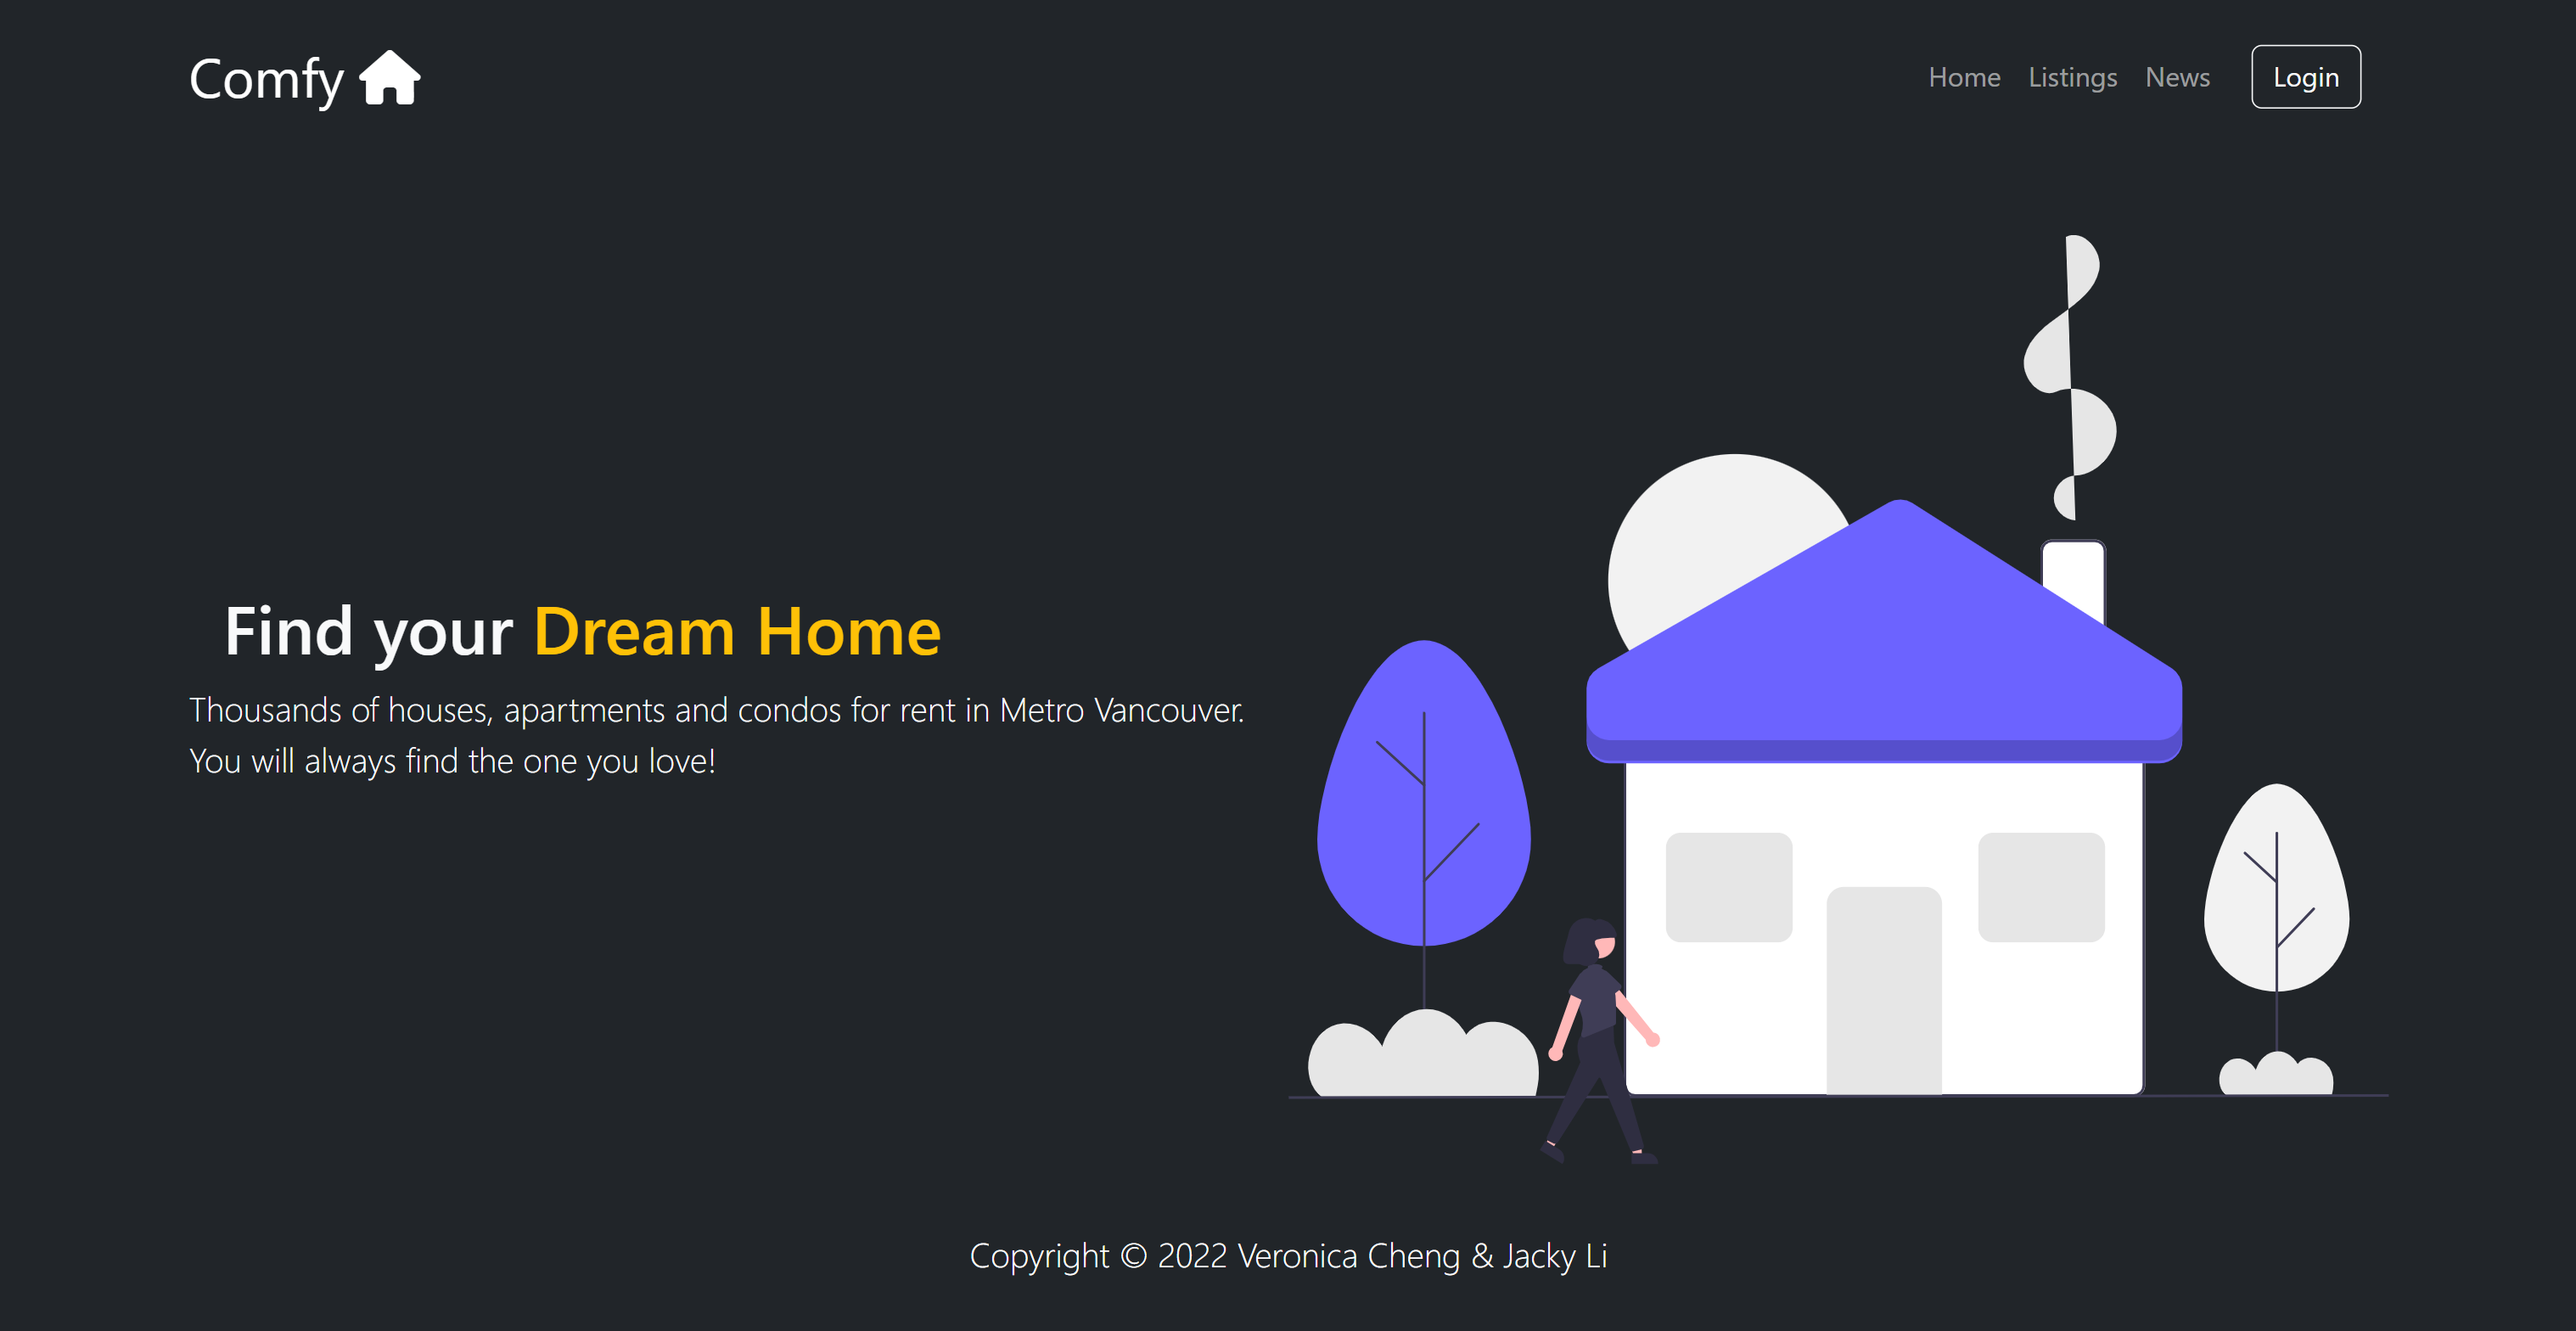 Comfy
Home Listings News Login
Find your Dream Home
Thousands of houses, apartments and condos for rent in Metro Vancouver.
You will always find the one you love!
Copyright © 2022 Veronica Cheng & Jacky Li